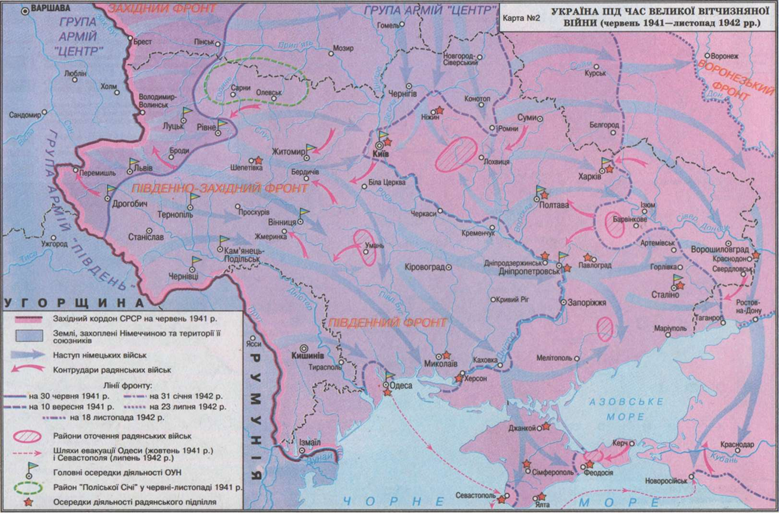 Карта №2
УКРАЇНА ПІД ЧАС ВЕЛИКОЇ ВІТЧИЗНЯНОЇ
ВІЙНИ (червень 1941—листопад 1942 рр.)
ВАРШАВА
ЗАХІДНИЙ ФРОНТ
ГРУПА АРМІЙ "ЦЕНТР"
ГРУПА
АРМІЙ
"ЦЕНТР"
Гомель
Брест
Пінськ
Мозир
Новгород-
Сіверський
Воронеж
Курськ
ВОРОНЕЗЬКИЙ
ФРОНТ
Люблін
Холм
Володимир-
Волинськ
Сарни
Олевськ
Чернігів
Конотоп
Сандомир
Луцьк
Рівне
Ніжин
Ромни
Суми
Бєлгород
ГРУПА АРМІЙ "ПІВДЕНЬ"
Броди
Житомир
Київ
Шепетівка
Бердичів
Лохвиця
Харків
Перемишль
Львів
Біла Церква
ПІВДЕННО-ЗАХІДНИЙ ФРОНТ
Дрогобич
Тернопіль
Проскурів
Вінниця
Черкаси
Полтава
Ізюм
Барвінкове
Станіслав
Жмеринка
Умань
Кременчук
Артемівськ
Ворошиловград
Ужгород
Кам'янець-
Подільськ
Дніпродзержинськ
Дніпропетровськ
Павлоград
Краснодон
Свердловськ
Чернівці
Кіровоград
Горлівка
Сталіно
УГОРЩИНА
Кривий Ріг
Запоріжжя
Ростов-
на-Дону
Таганрог
ПІВДЕННИЙ ФРОНТ
Маріуполь
Ясси
Кишинів
Тирасполь
Миколаїв
Каховка
Мелітополь
РУМУНІЯ
Одеса
Херсон
АЗОВСЬКЕ
МОРЕ
Ізмаїл
Джанкой
Керч
Краснодар
Кубань
Сімферополь
Феодосія
Новоросійськ
Севастополь
Ялта
ЧОРНЕ МОРЕ
Західний кордон СРСР на червень 1941 р.
Землі, захоплені Німеччиною та території її
союзників
Наступ німецьких військ
Контрудари радянських військ
Лінії фронту:
на 30 червня 1941 р.
на 31 січня 1942 р.
на 10 вересня 1941 р.
на 23 липня 1942 р.
на 18 листопада 1942 р.
Райони оточення радянських військ
Шляхи евакуації Одеси (жовтень 1941 р.)
і Севастополя (липень 1942 р.)
Головні осередки діяльності ОУН
Район "Поліської Січі" у червні-листопаді 1941 р.
Осередки діяльності радянського підпілля